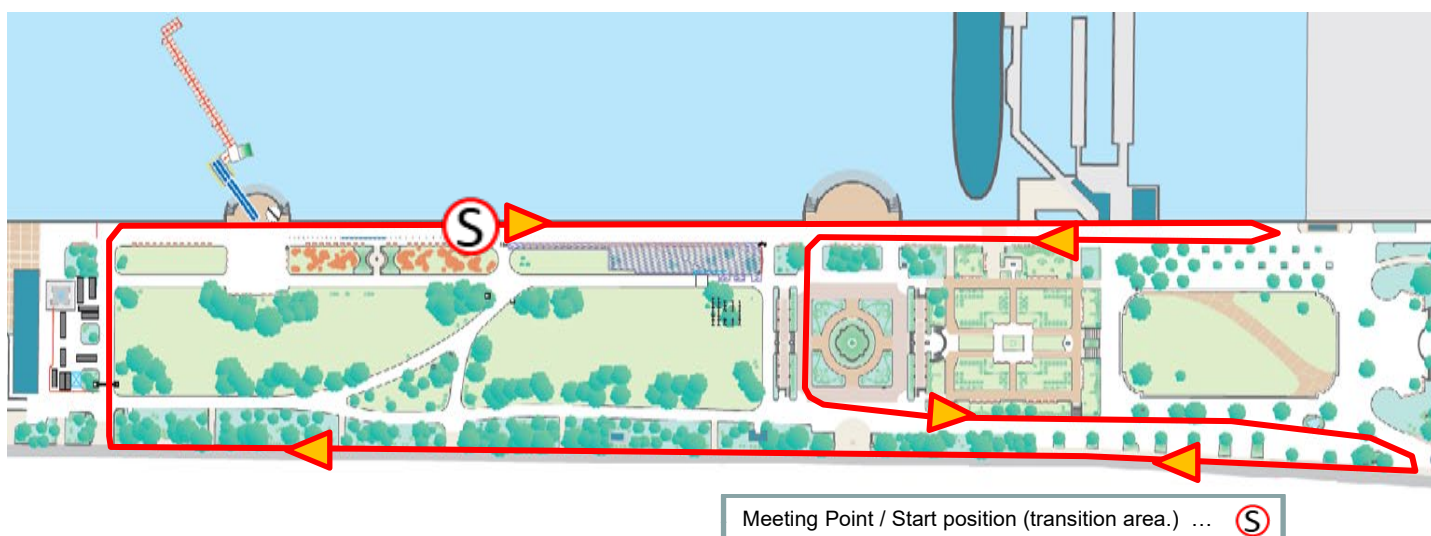 S
Meeting Point / Start position (transition area.) … S